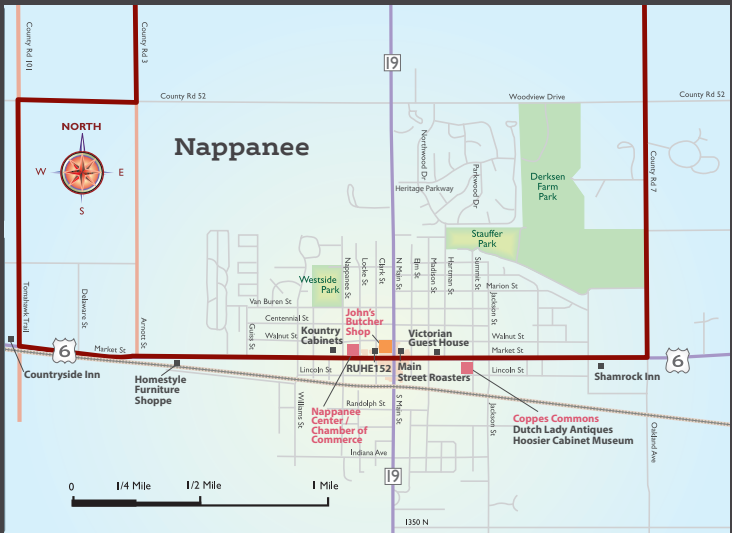 County Rd 101
County Rd 3
19
County Rd 52
Woodview Drive
County Rd 52
NORTH
W
E
S
Nappanee
Northwood Dr
Parkwood Dr
Heritage Parkway
Derksen
Farm
Park
County Rd 7
Stauffer
Park
Westside
Park
Nappanee St
Locke St
Clark St
N Main St
Elm St
Madison St
Hartman St
Summit St
Marion St
Jackson St
Tomahawk Trail
Delaware St
Arnott St
Van Buren St
Centennial St
Walnut St
John's
Butcher
Shop
Kountry
Cabinets
Victorian
Guest House
Walnut St
Market St
6
Market St
6
Countryside Inn
Homestyle
Furniture
Shoppe
Lincoln St
RUHE152
Main
Street Roasters
Lincoln St
Shamrock Inn
Williams St
Randolph St
S Main St
Nappanee
Center /
Chamber of
Commerce
Jackson St
Coppes Commons
Dutch Lady Antiques
Hoosier Cabinet Museum
Oakland Ave
Indiana Ave
19
0
1/4 Mile
1/2 Mile
1 Mile
1350 N